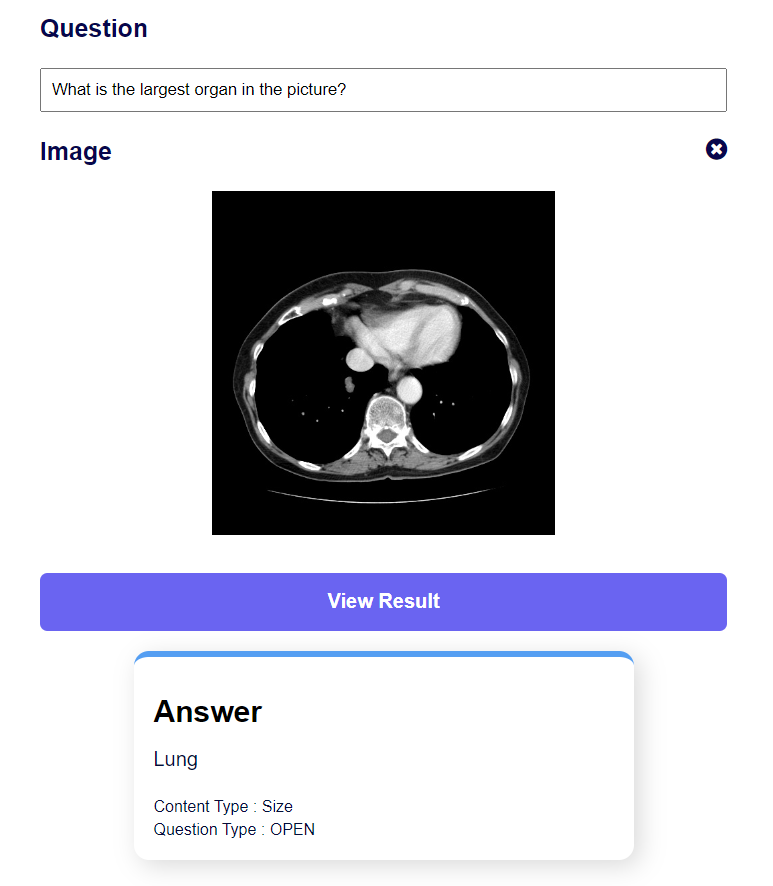 Question
What is the largest organ in the picture?
Image
View Result
Answer
Lung
Content Type : Size
Question Type : OPEN